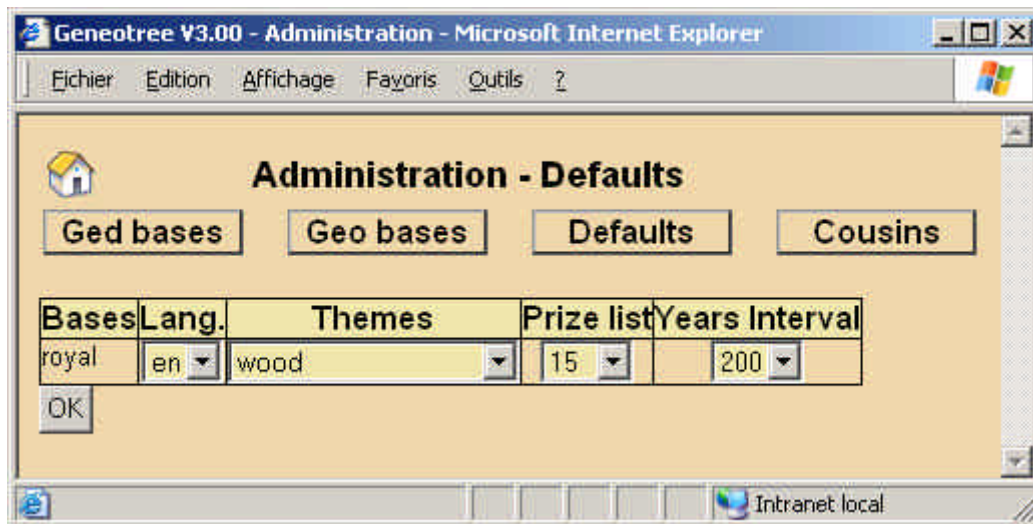 Geneotree V3.00 - Administration - Microsoft Internet Explorer
Fichier Edition Affichage Favoris Outils ?
Administration - Defaults
Ged bases Geo bases Defaults Cousins
Bases Lang. Themes Prize list Years Interval
royal en wood 15 200
OK
Intranet local